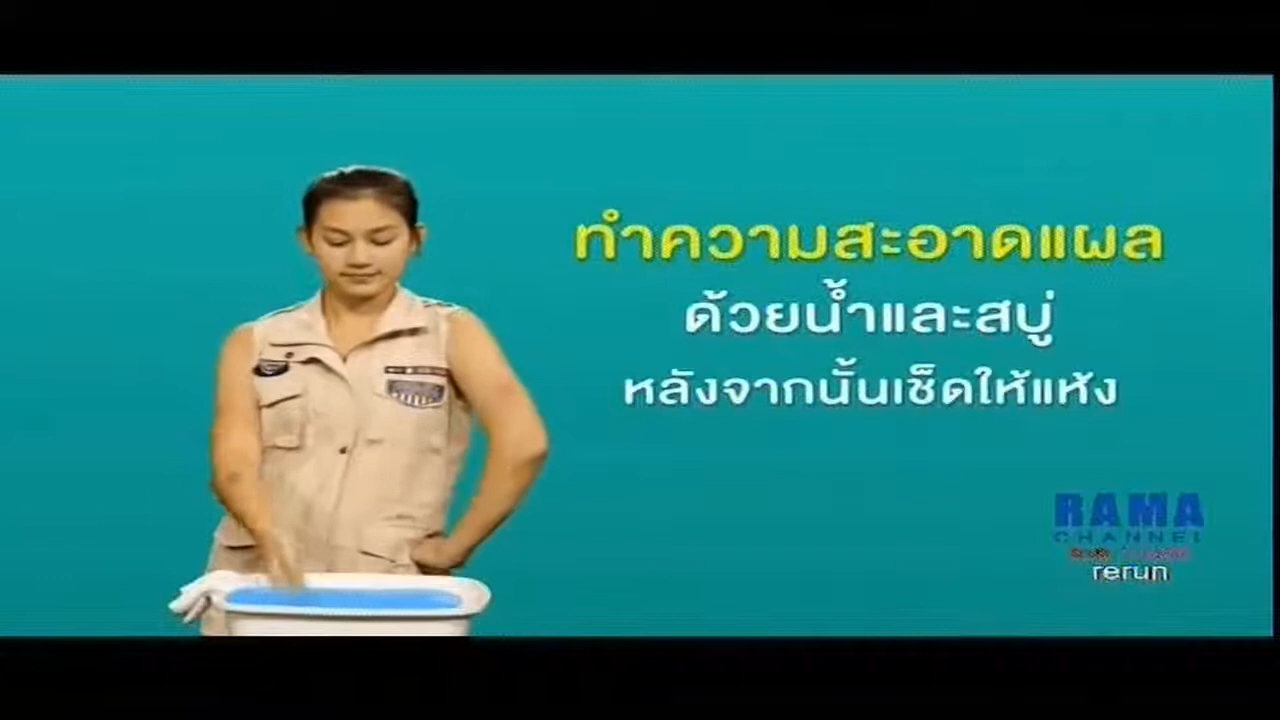 ทำความสะอาดแผล
ด้วยน้ำและสบู่
หลังจากนั้นเช็ดให้แห้ง
RAMA
CHANNEL
rerun